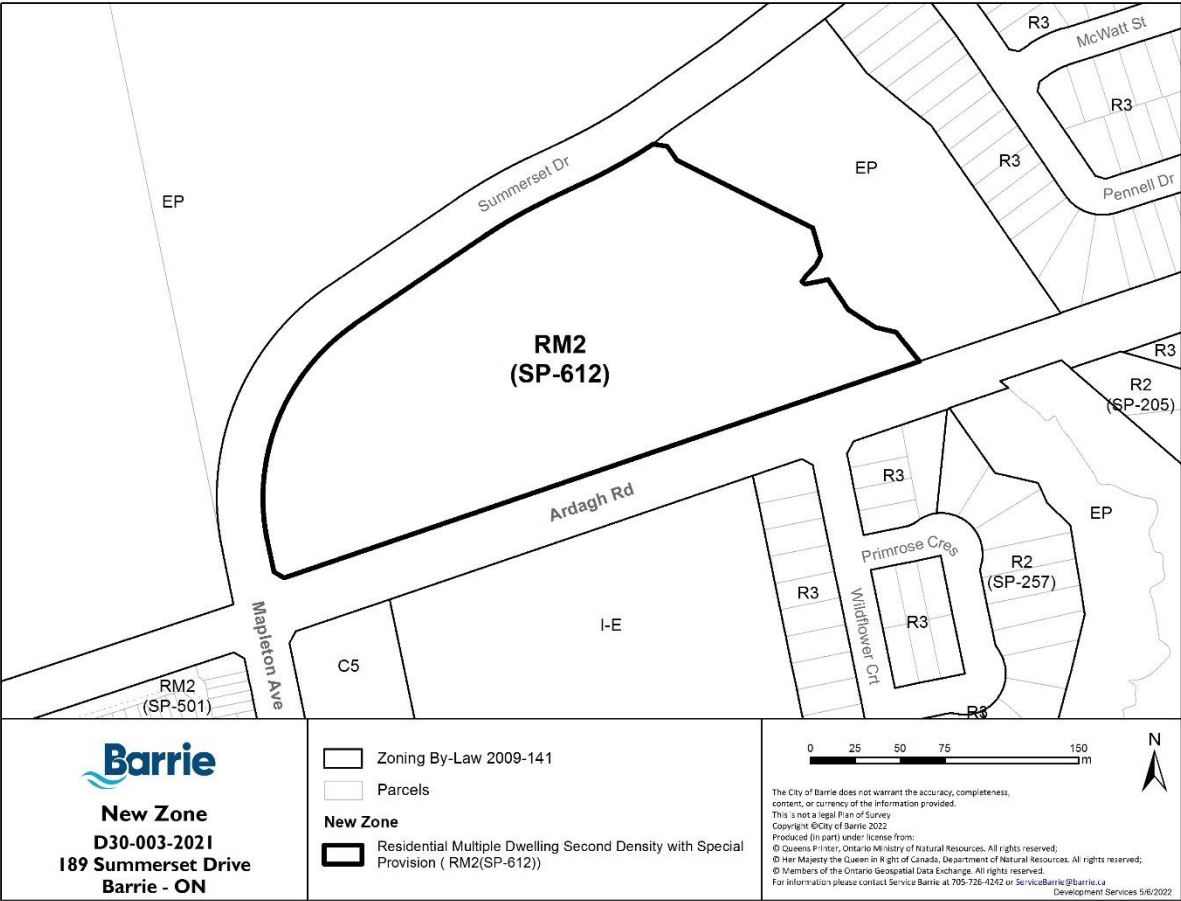 R3
McWatt St
R3
EP
R3
Pennell Dr
Summerset Dr
EP
RM2
(SP-612)
R3
R2
(SP-205)
Ardagh Rd
R3
EP
Primrose Cres
R2
(SP-257)
R3
Wildflower Crt
R3
I-E
Mapleton Ave
C5
RM2
(SP-501)
R3
Barrie
New Zone
D30-003-2021
189 Summerset Drive
Barrie - ON
Zoning By-Law 2009-141
Parcels
New Zone
Residential Multiple Dwelling Second Density with Special
Provision ( RM2(SP-612))
0 25 50 75 150
m
N
The City of Barrie does not warrant the accuracy, completeness,
content, or currency of the information provided.
This is not a legal Plan of Survey
Copyright ©City of Barrie 2022
Produced (in part) under license from:
© Queens Printer, Ontario Ministry of Natural Resources. All rights reserved;
© Her Majesty the Queen in Right of Canada, Department of Natural Resources. All rights reserved;
© Members of the Ontario Geospatial Data Exchange. All rights reserved.
For information please contact Service Barrie at 705-726-4242 or ServiceBarrie@barrie.ca
Development Services 5/6/2022